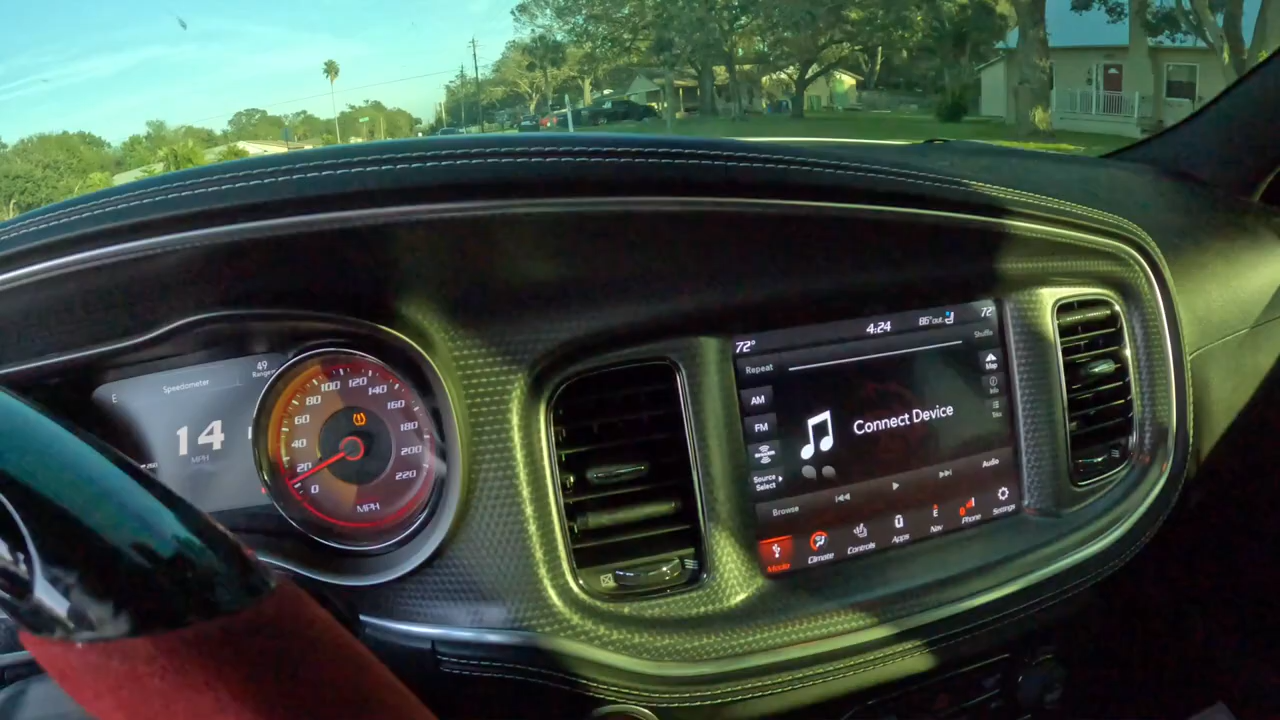 Speedometer
49
Range
E
14
MPH
0
20
40
60
80
100
120
140
160
180
200
220
MPH
72°
4:24
86° out
72
Repeat
Shuffle
AM
FM
Source
Select
Connect Device
Map
Info
Browse
Audio
Media
Climate
Controls
Apps
E
Nav
Phone
Settings